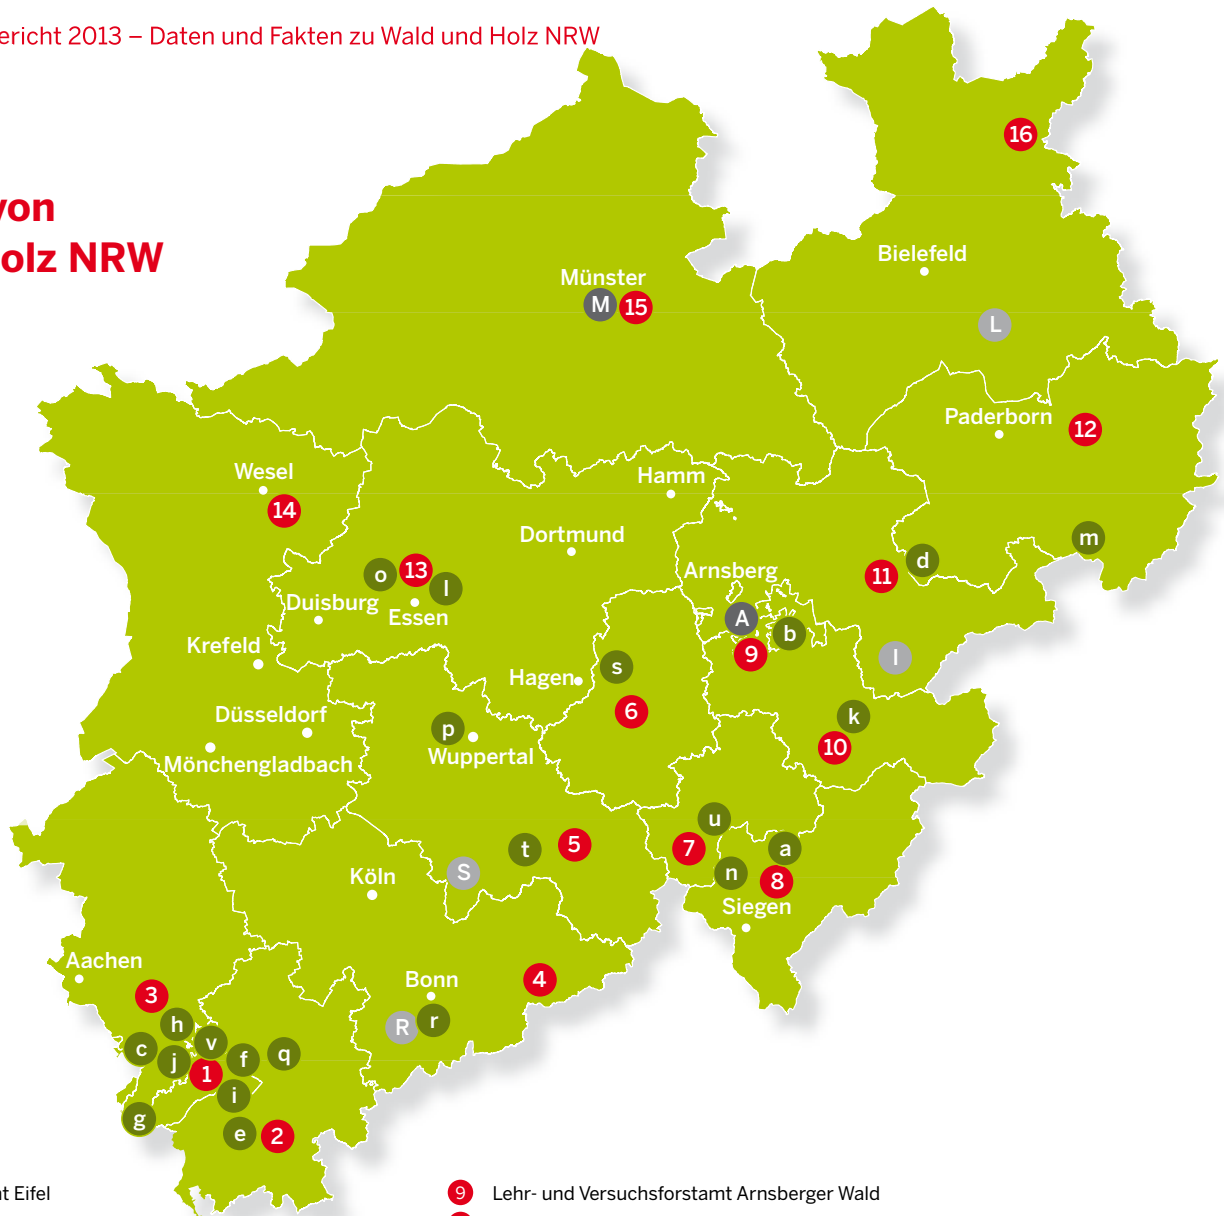 ericht 2013 – Daten und Fakten zu Wald und Holz NRW
von
olz NRW
16
Bielefeld
Münster
M 15
L
Paderborn
12
Wesel
14
Hamm
Dortmund
m
d
11
o 13 l
Essen
Duisburg
Arnsberg
A
b
9
Krefeld
I
Hagen
s
6
k
10
Düsseldorf
p
Wuppertal
Mönchengladbach
u
7
t 5
a
n
8
S
Köln
Siegen
Aachen
3
4
Bonn
R r
h
v
c
j
f
q
1
i
g
e 2
t Eifel
9 Lehr- und Versuchsforstamt Arnsberger Wald